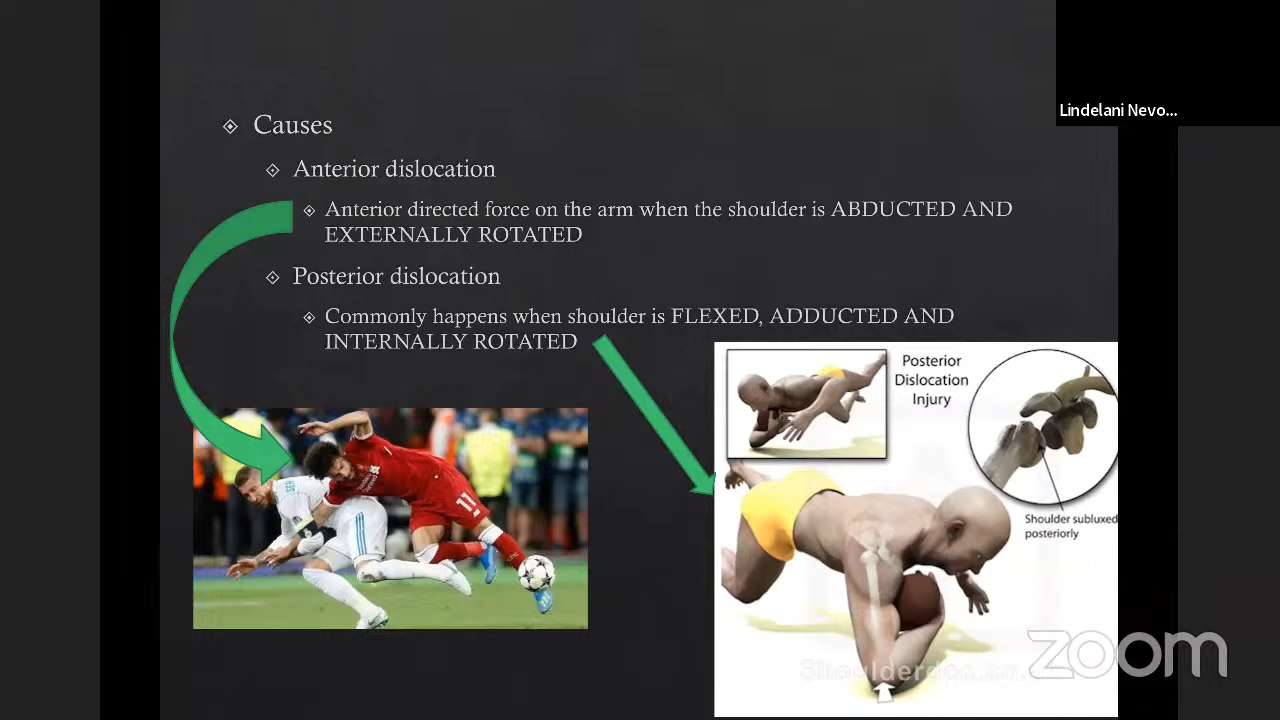 Lindelani Nevo...
Causes
Anterior dislocation
Anterior directed force on the arm when the shoulder is ABDUCTED AND
EXTERNALLY ROTATED
Posterior dislocation
Commonly happens when shoulder is FLEXED, ADDUCTED AND
INTERNALLY ROTATED
Posterior
Dislocation
Injury
Shoulder subluxed
posteriorly
11
zoom